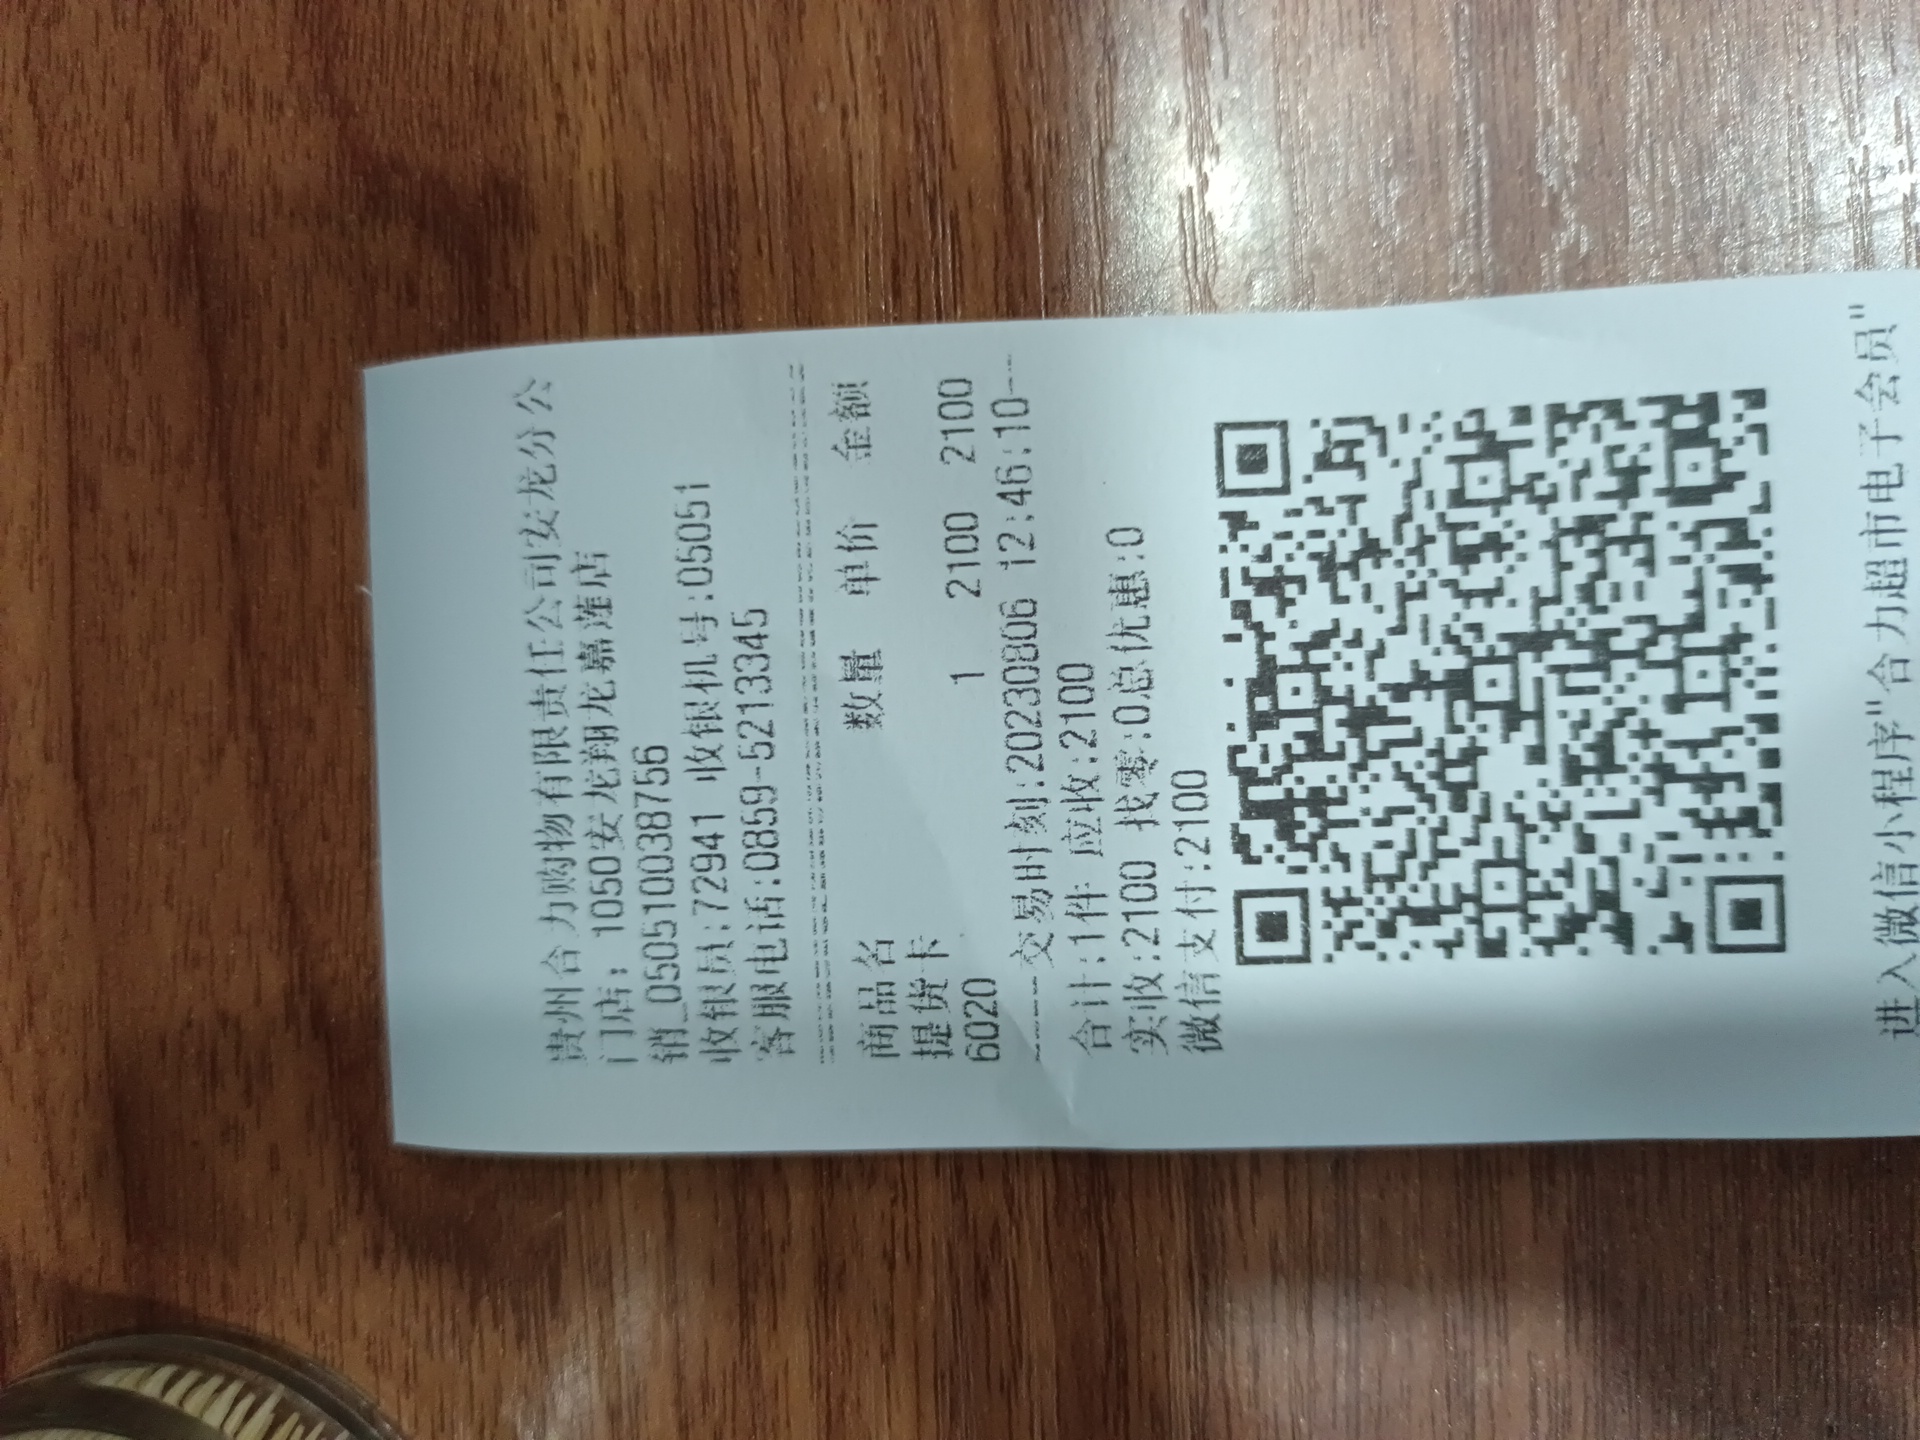 贵州合力购物有限责任公司安龙分公
门店：1050安龙翔龙嘉莲店
销_050510038756
收银员:72941 收银机号:05051
客服电话:0859-5213345
商品名 数量 单价 金额
提货卡
6020 1 2100 2100
----交易时刻:20230806 12:46:10--
合计:1件 应收:2100
实收:2100 找零:0总优惠:0
微信支付:2100
进入微信小程序"合力超市电子会员"